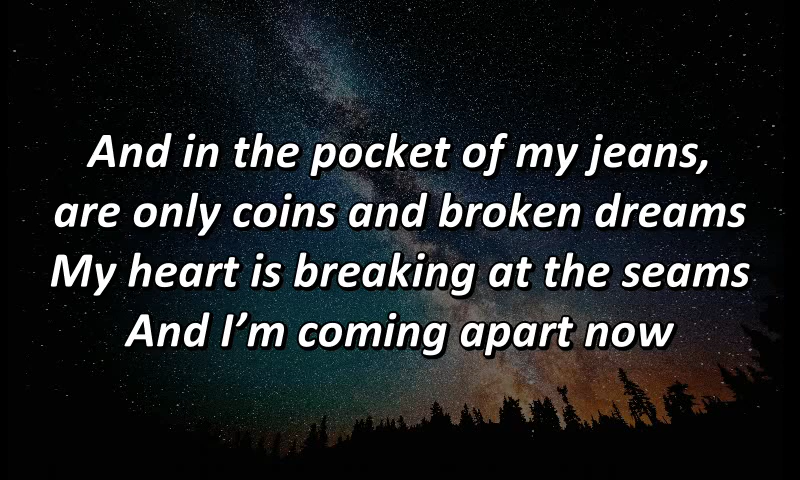 And in the pocket of my jeans,
are only coins and broken dreams
My heart is breaking at the seams
And I’m coming apart now